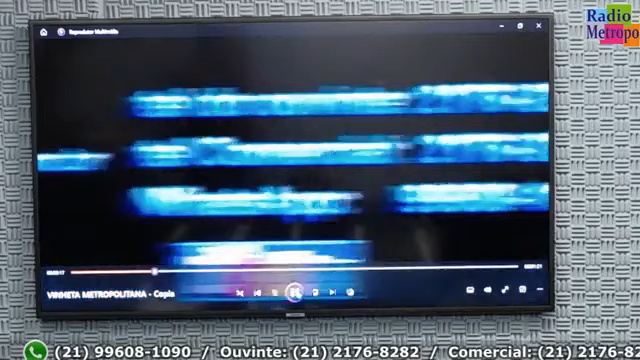 Radio
Metropo
Reprodutor Multimídia
VINHETA METROPOLITANA - Copia
(21) 99608-1090 / Ouvinte: (21) 2176-8282 / Comercial: (21) 2176-8